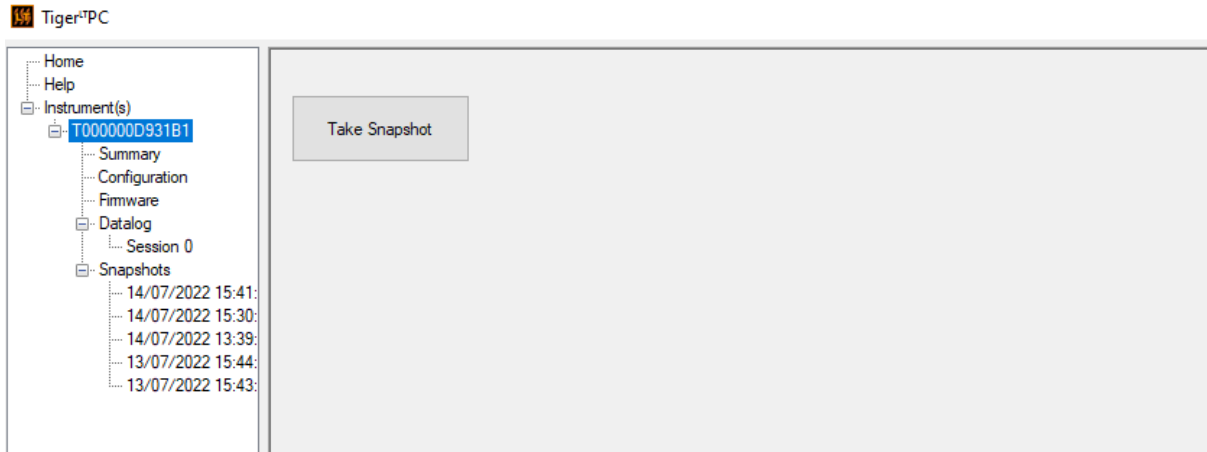 Tigerᴸᵀ PC
Home
Help
Instrument(s)
T000000D931B1
Summary
Configuration
Firmware
Datalog
Session 0
Snapshots
14/07/2022 15:41:
14/07/2022 15:30:
14/07/2022 13:39:
13/07/2022 15:44:
13/07/2022 15:43:
Take Snapshot